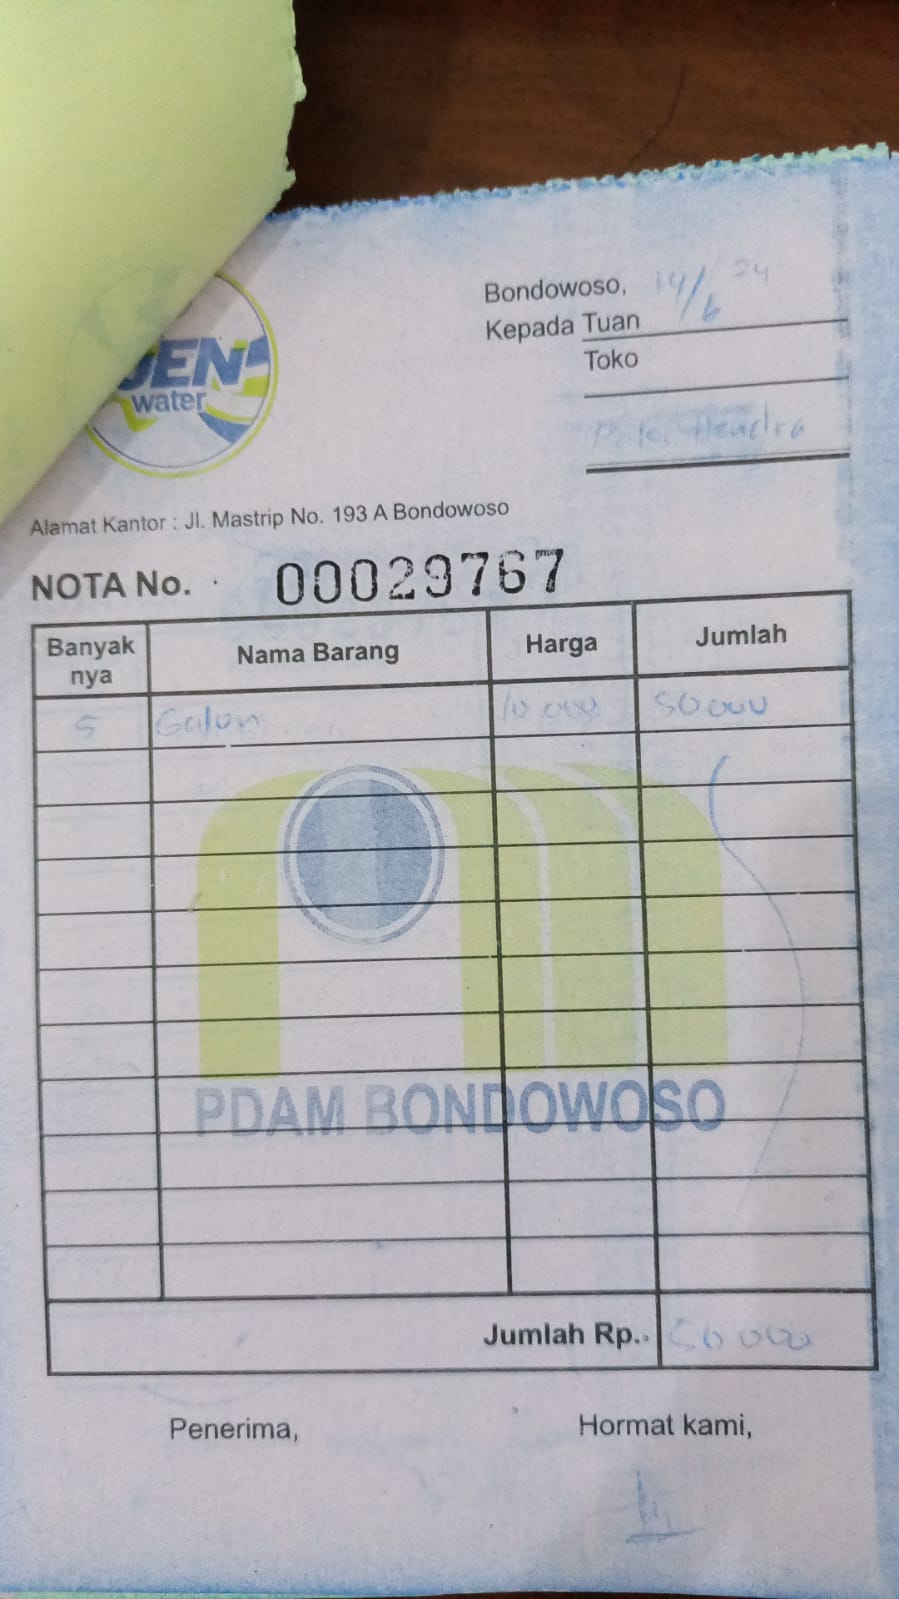 Bondowoso, 14/6 24
Kepada Tuan
Toko
Hendra
JEN
water
Alamat Kantor : Jl. Mastrip No. 193 A Bondowoso
NOTA No. 00029767
Banyak nya Nama Barang Harga Jumlah
5 Galon 10.000 50.000
PDAM BONDOWOSO
Jumlah Rp.. 50.000
Penerima, Hormat kami,